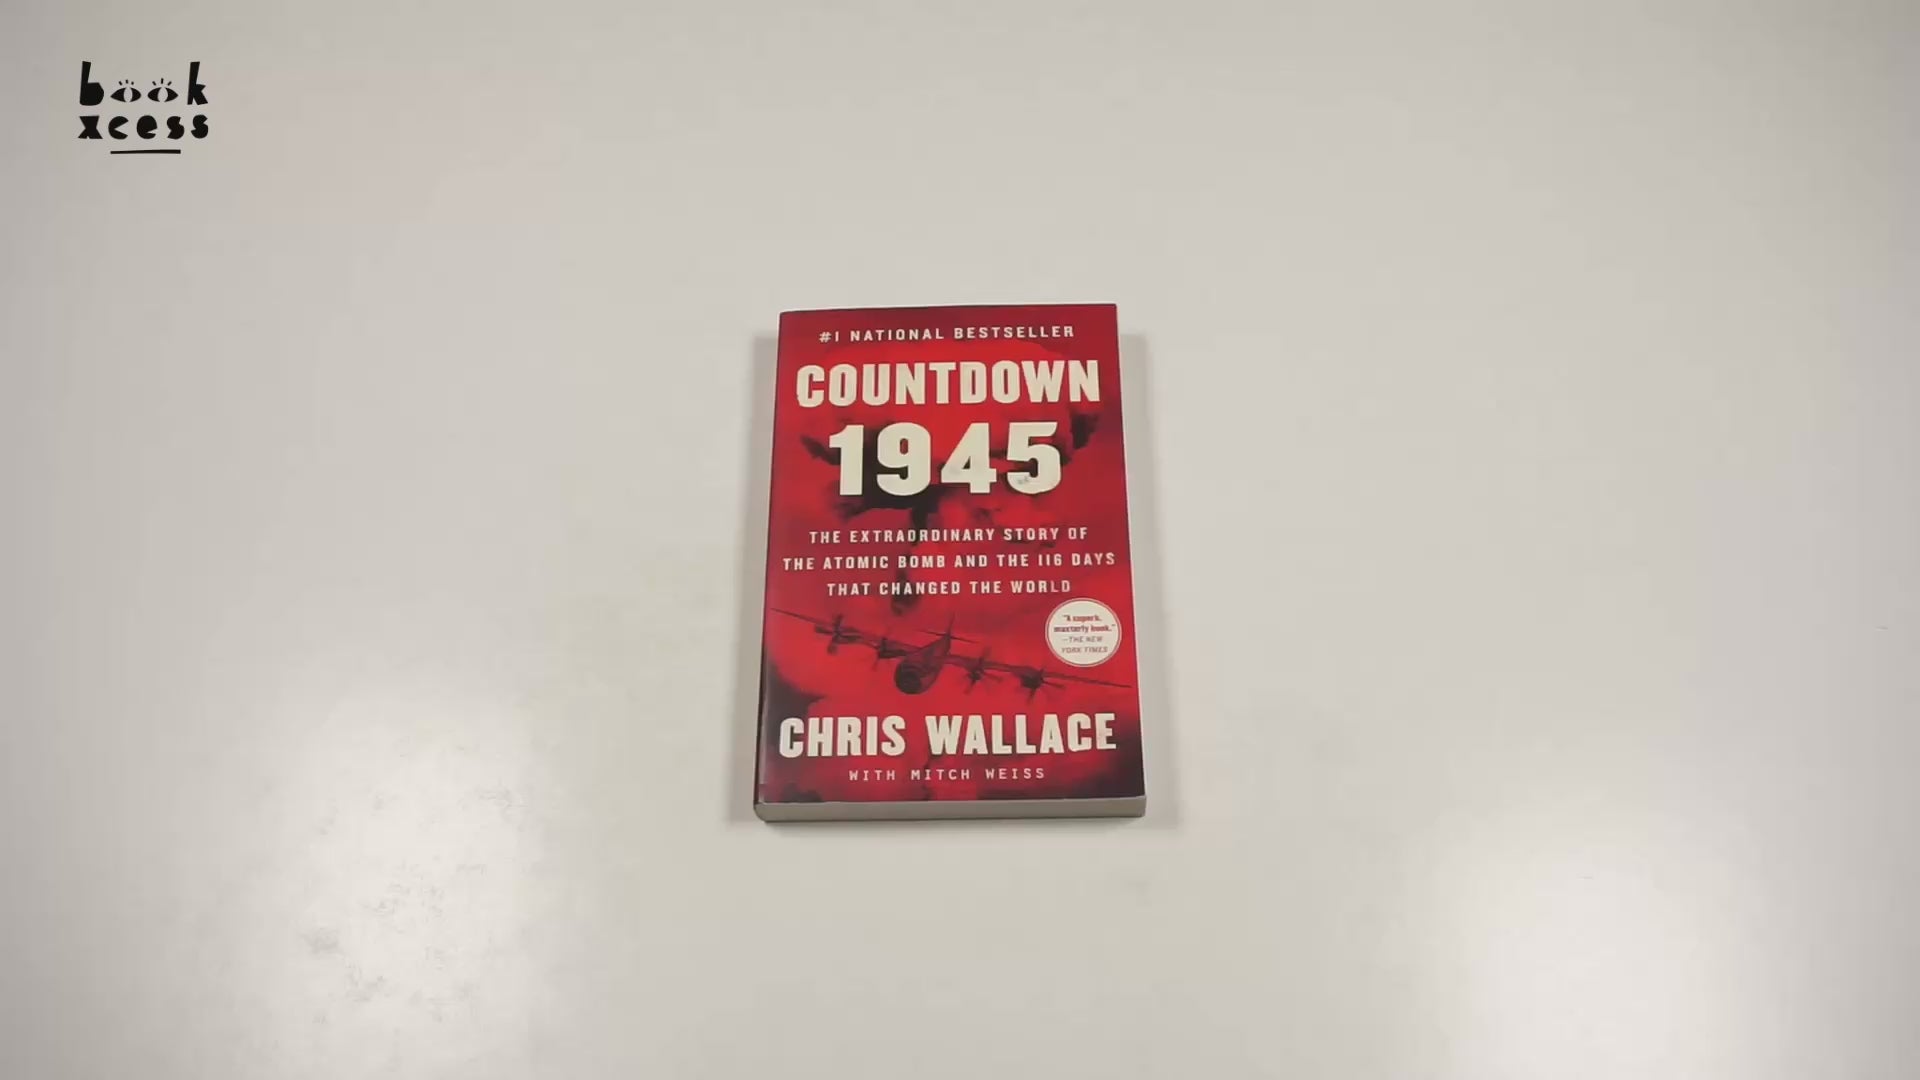 book
xcess
#1 NATIONAL BESTSELLER
COUNTDOWN
1945
THE EXTRAORDINARY STORY OF
THE ATOMIC BOMB AND THE 116 DAYS
THAT CHANGED THE WORLD
"A superb,
masterly book."
—THE NEW
YORK TIMES
CHRIS WALLACE
WITH MITCH WEISS